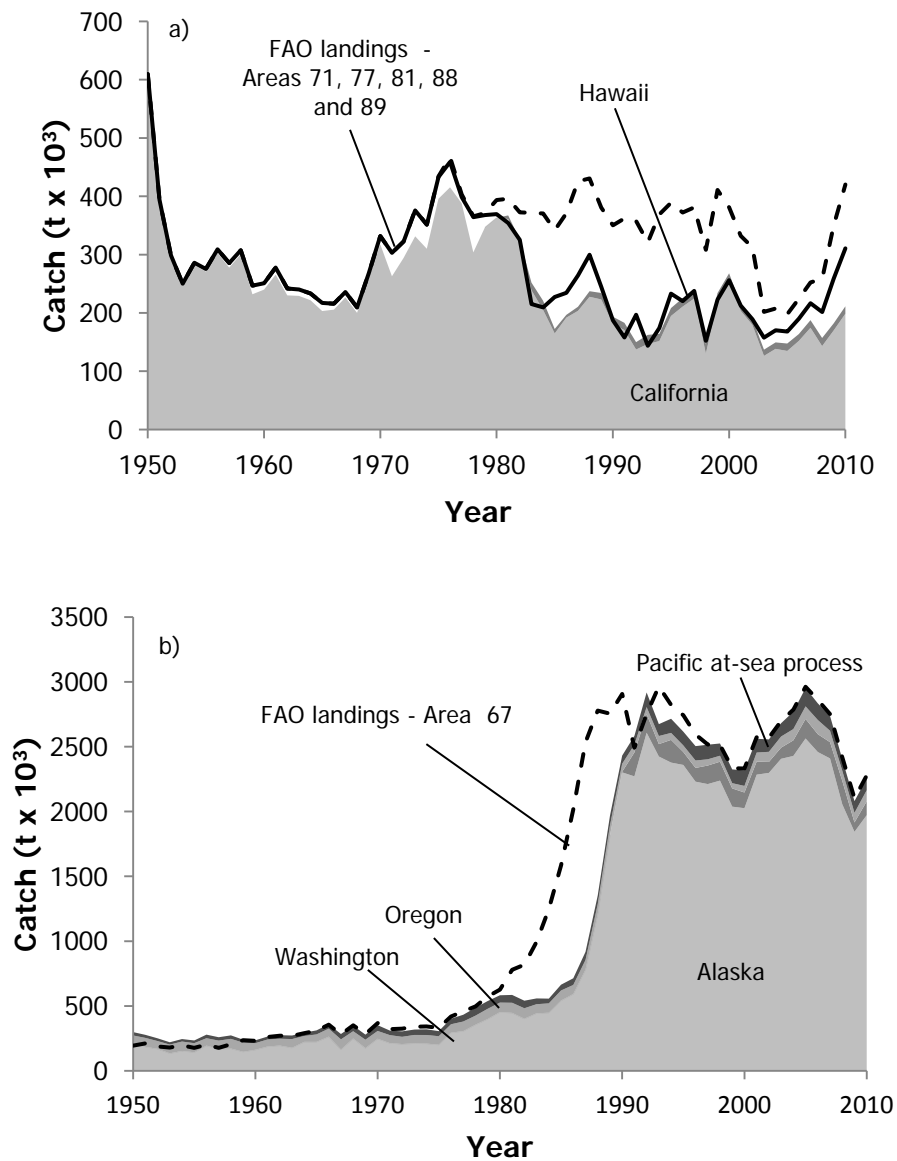 700
a)
FAO landings -
Areas 71, 77, 81, 88
and 89
600
Hawaii
500
400
300
200
100
0
California
Catch (t x 10³)
1950 1960 1970 1980 1990 2000 2010
Year
3500
b)
Pacific at-sea process
3000
FAO landings - Area 67
2500
2000
1500
Oregon
1000
Washington
Alaska
500
0
Catch (t x 10³)
1950 1960 1970 1980 1990 2000 2010
Year